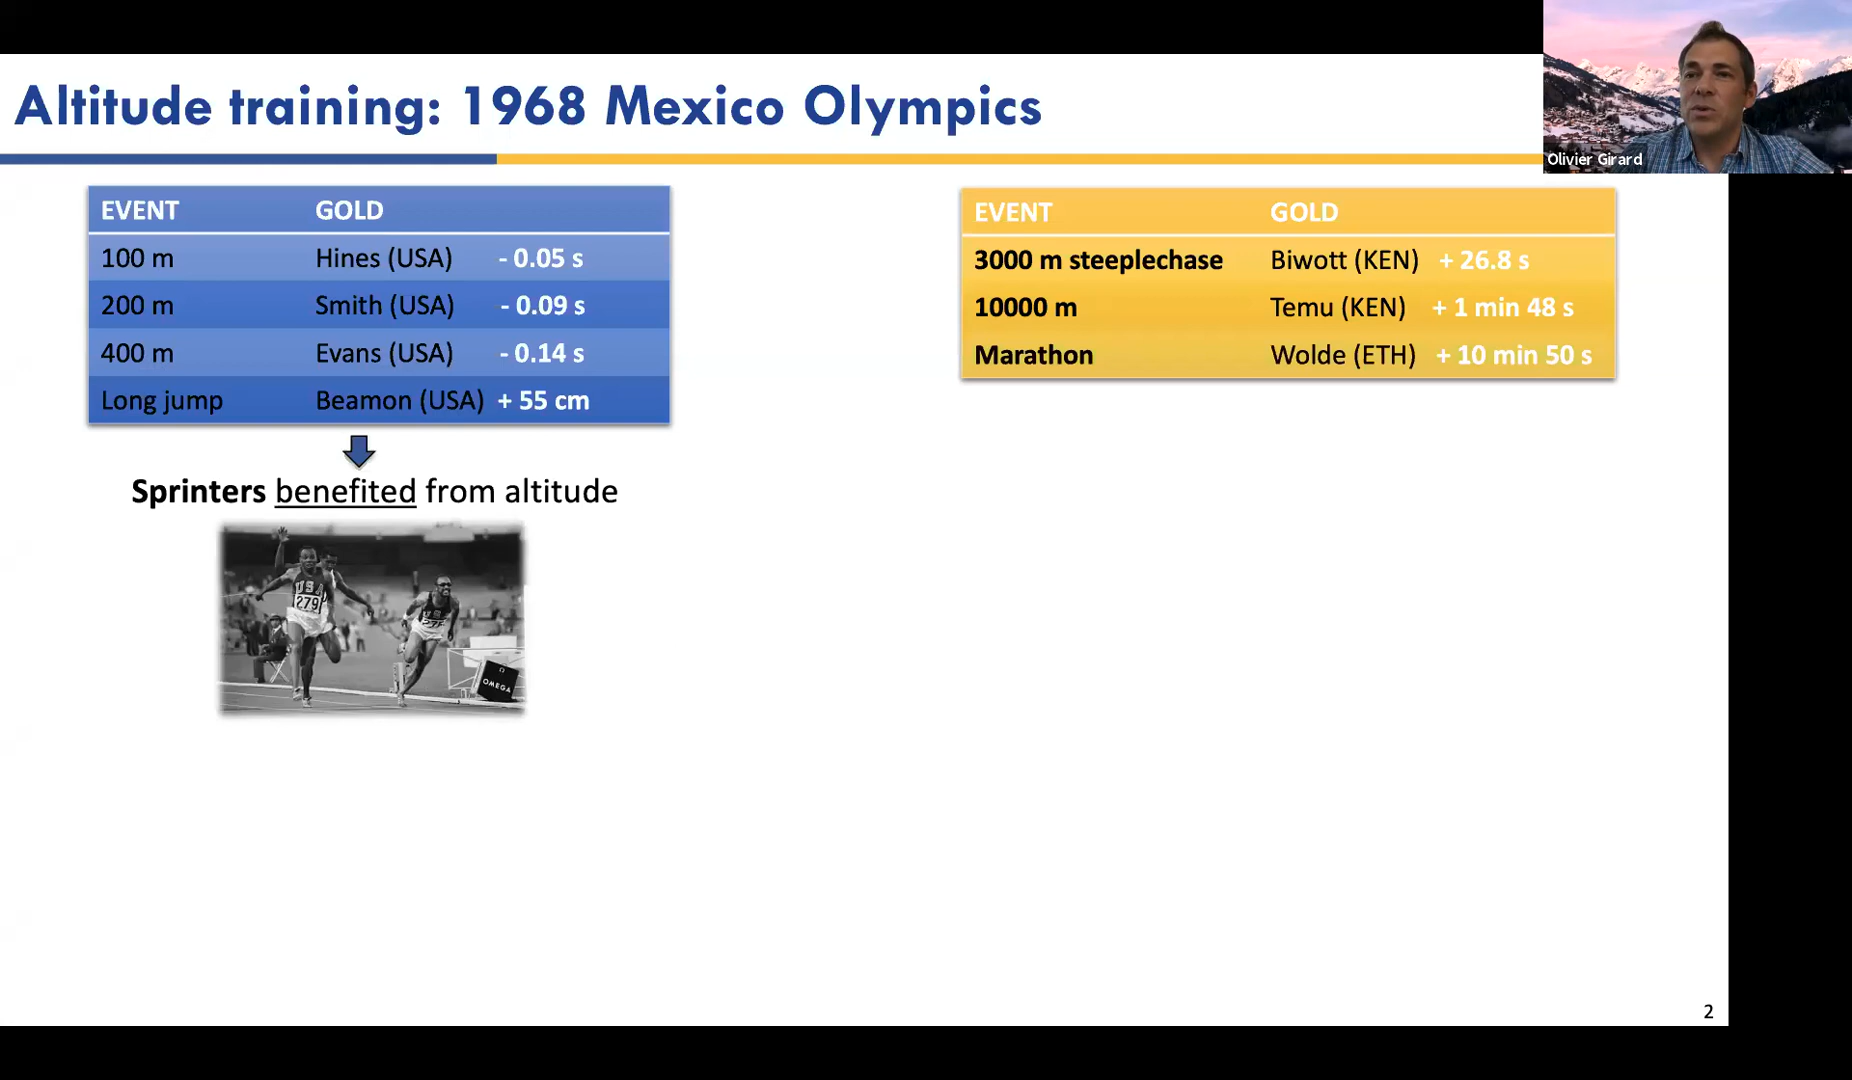 Altitude training: 1968 Mexico Olympics
Olivier Girard
EVENT GOLD
100 m Hines (USA) - 0.05 s
200 m Smith (USA) - 0.09 s
400 m Evans (USA) - 0.14 s
Long jump Beamon (USA) + 55 cm
Sprinters benefited from altitude
USA
279
OMEGA
EVENT GOLD
3000 m steeplechase Biwott (KEN) + 26.8 s
10000 m Temu (KEN) + 1 min 48 s
Marathon Wolde (ETH) + 10 min 50 s
2